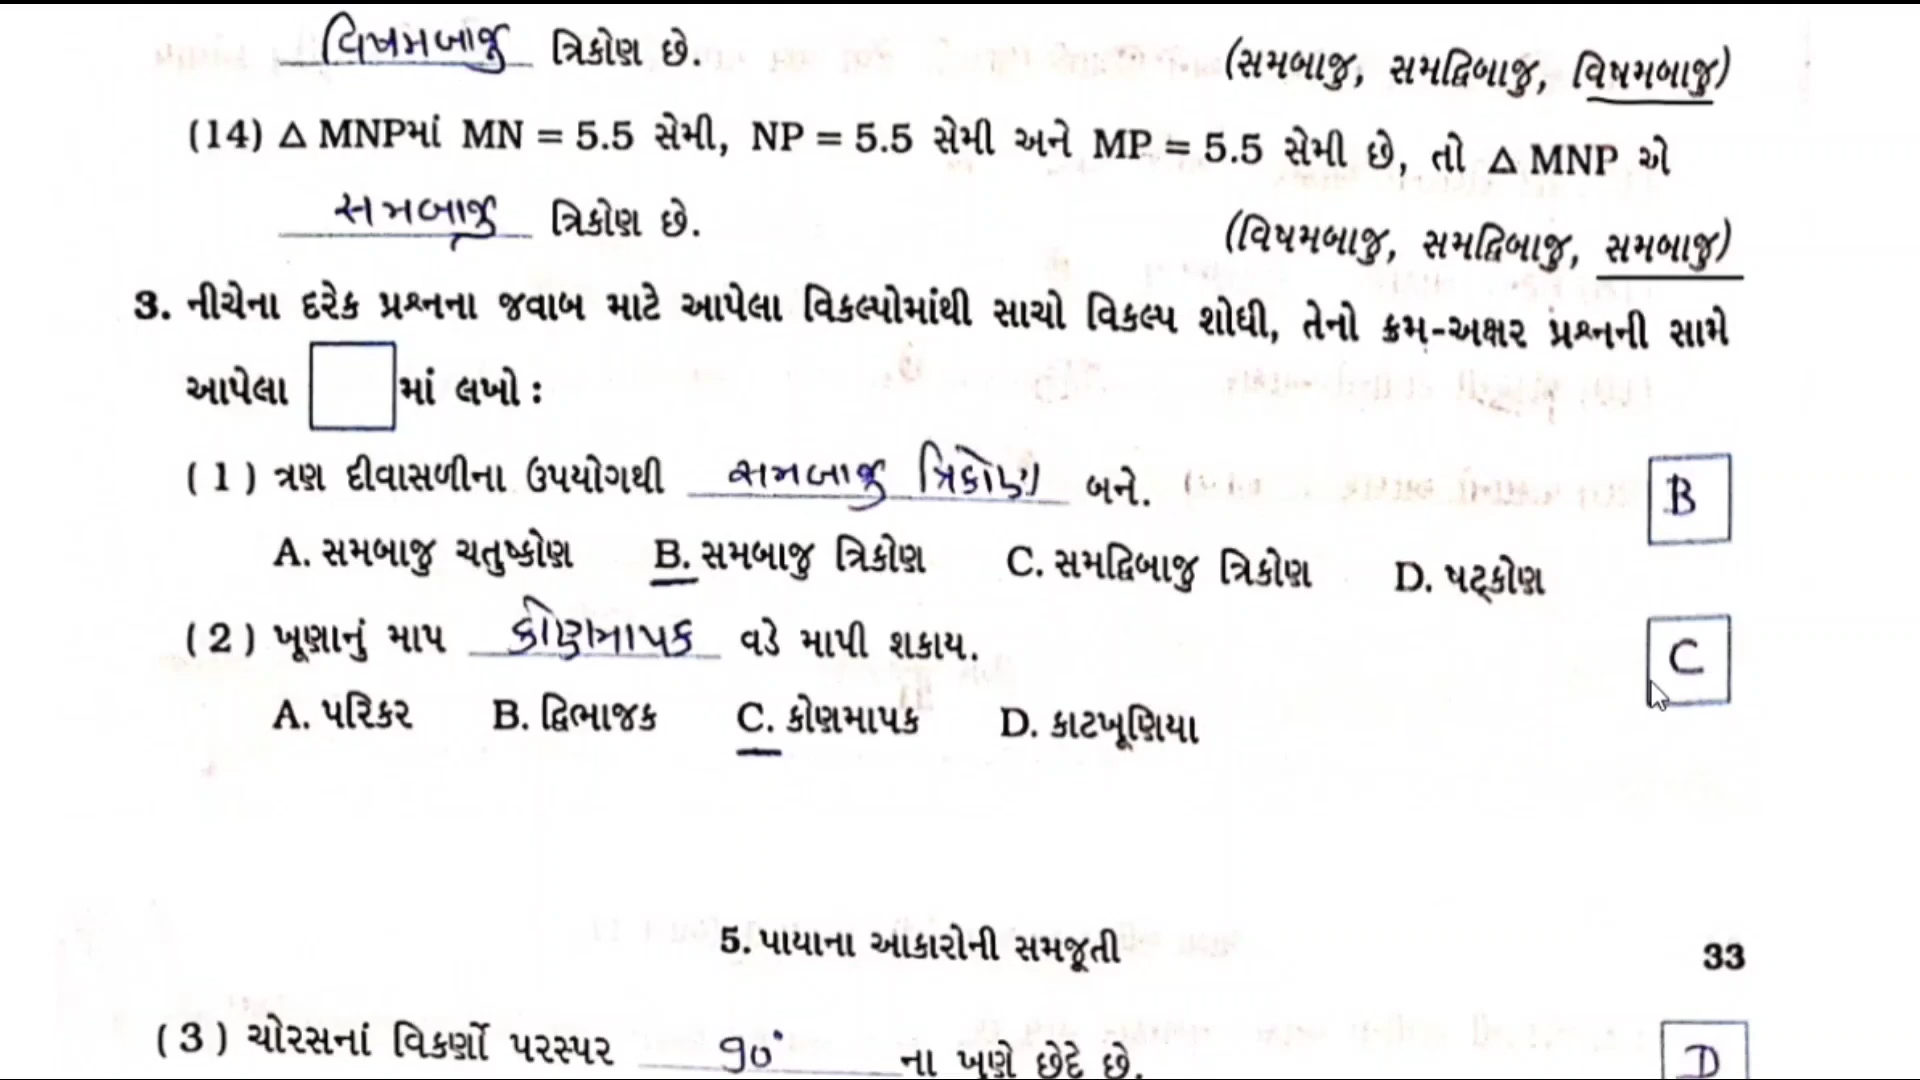 વિષમબાજુ ત્રિકોણ છે. (સમબાજુ, સમદ્વિબાજુ, વિષમબાજુ)
(14) △ MNPમાં MN = 5.5 સેમી, NP = 5.5 સેમી અને MP = 5.5 સેમી છે, તો △ MNP એ
સમબાજુ ત્રિકોણ છે. (વિષમબાજુ, સમદ્વિબાજુ, સમબાજુ)
3. નીચેના દરેક પ્રશ્નના જવાબ માટે આપેલા વિકલ્પોમાંથી સાચો વિકલ્પ શોધી, તેનો ક્રમ-અક્ષર પ્રશ્નની સામે
આપેલા માં લખો :
( 1 ) ત્રણ દીવાસળીના ઉપયોગથી સમબાજુ ત્રિકોણ બને. B
A. સમબાજુ ચતુષ્કોણ B. સમબાજુ ત્રિકોણ C. સમદ્વિબાજુ ત્રિકોણ D. ષટ્કોણ
( 2 ) ખૂણાનું માપ કોણમાપક વડે માપી શકાય. C
A. પરિકર B. દ્વિભાજક C. કોણમાપક D. કાટખૂણિયા
5. પાયાના આકારોની સમજૂતી 33
( 3 ) ચોરસનાં વિકર્ણો પરસ્પર 90° ના ખૂણે છેદે છે. D